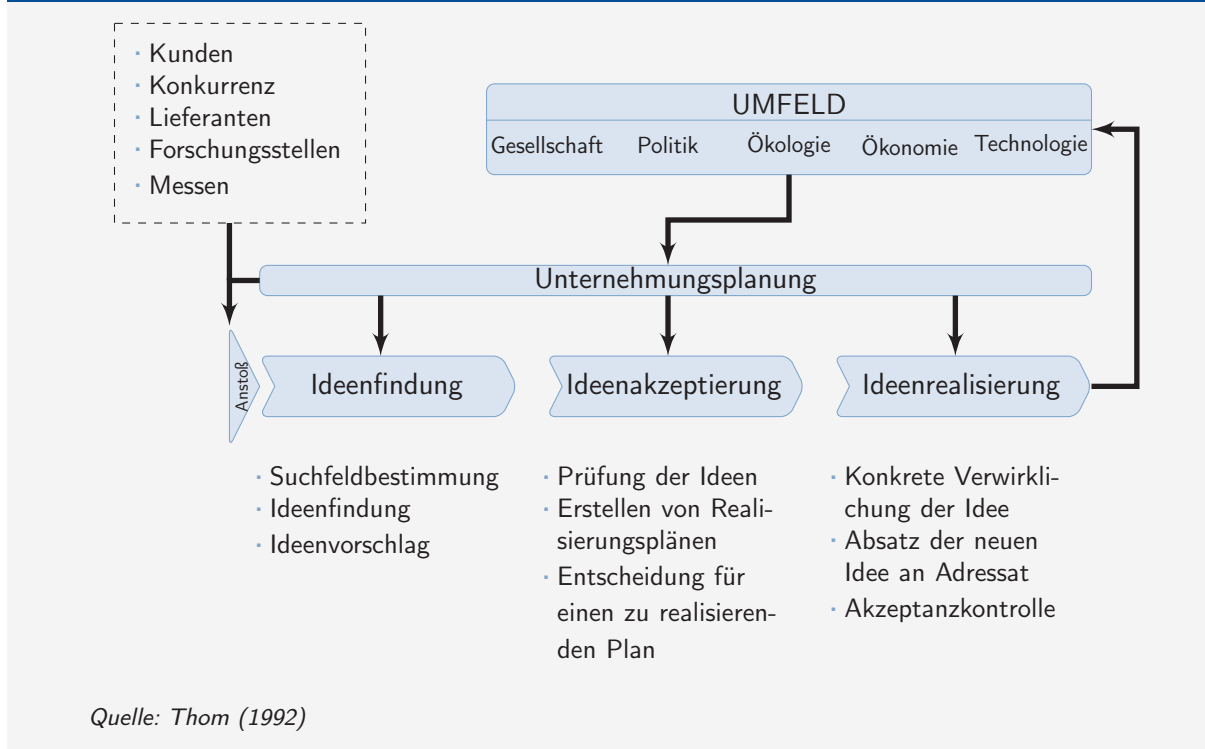 · Kunden
· Konkurrenz
· Lieferanten
· Forschungsstellen
· Messen
UMFELD
Gesellschaft Politik Ökologie Ökonomie Technologie
Unternehmungsplanung
Anstoß
Ideenfindung
Ideenakzeptierung
Ideenrealisierung
· Suchfeldbestimmung
· Ideenfindung
· Ideenvorschlag
· Prüfung der Ideen
· Erstellen von Reali-
sierungsplänen
· Entscheidung für
einen zu realisieren-
den Plan
· Konkrete Verwirkli-
chung der Idee
· Absatz der neuen
Idee an Adressat
· Akzeptanzkontrolle
Quelle: Thom (1992)